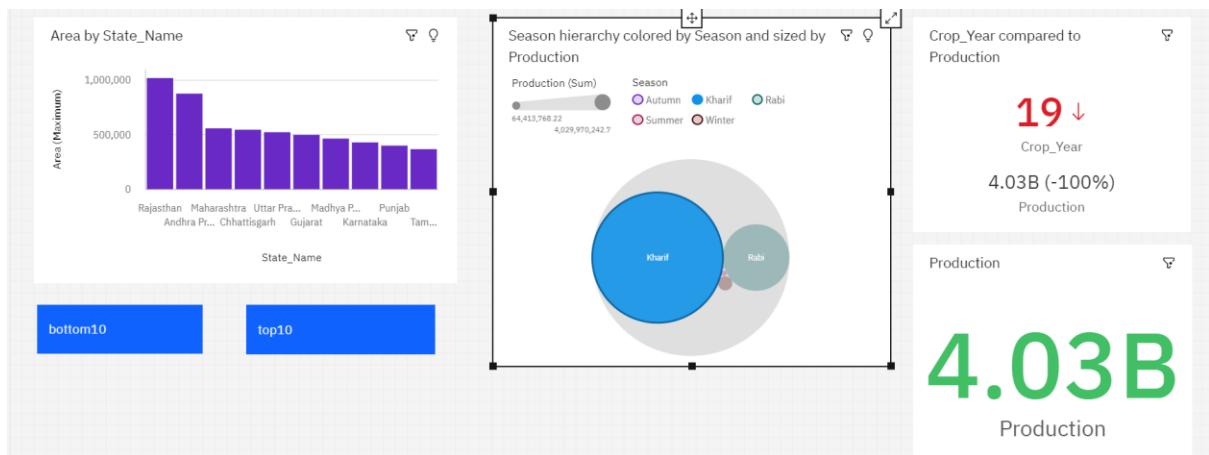 Area by State_Name
Area (Maximum)
1,000,000
500,000
0
Rajasthan Maharashtra Uttar Pra... Madhya P... Punjab
Andhra Pr... Chhattisgarh Gujarat Karnataka Tam...
State_Name
bottom10
top10
Season hierarchy colored by Season and sized by
Production
Production (Sum)
64,413,768.22
4,029,970,242.7
Season
Autumn Kharif Rabi
Summer Winter
Kharif
Rabi
Crop_Year compared to
Production
19 ↓
Crop_Year
4.03B (-100%)
Production
Production
4.03B
Production